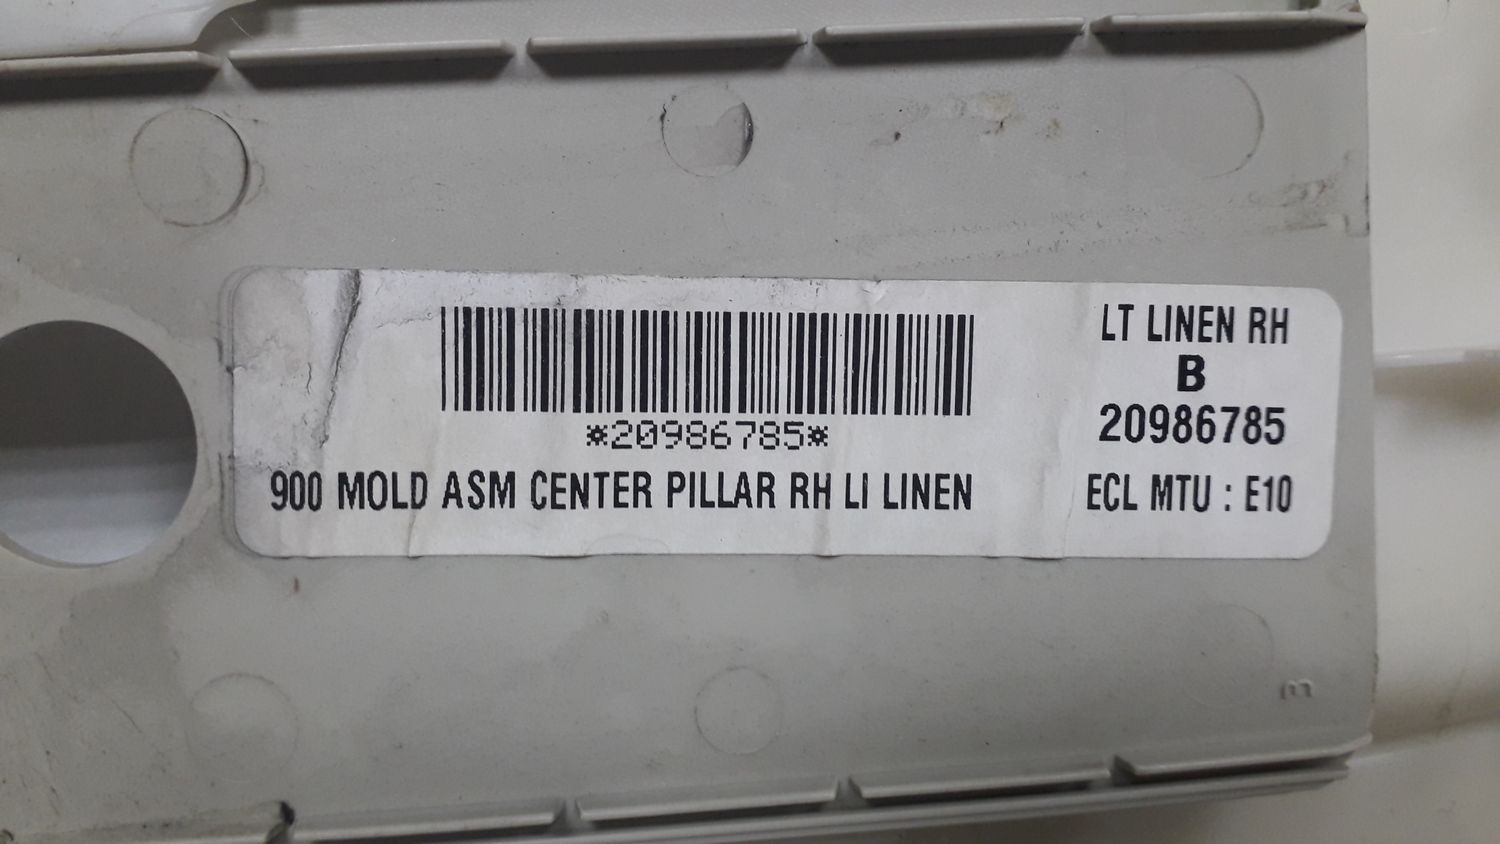 *20986785*
900 MOLD ASM CENTER PILLAR RH LI LINEN
LT LINEN RH
B
20986785
ECL MTU : E10